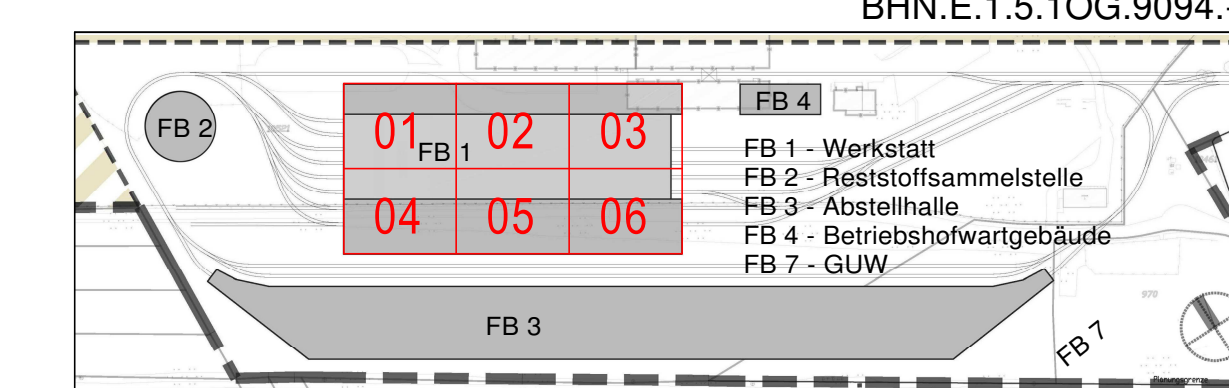 BHN.E.1.5.1OG.9094.
FB 2
01 02 03
FB 1
04 05 06
FB 4
FB 1 - Werkstatt
FB 2 - Reststoffsammelstelle
FB 3 - Abstellhalle
FB 4 - Betriebshofwartgebäude
FB 7 - GUW
970
FB 3
FB 7
Planungsgrenze